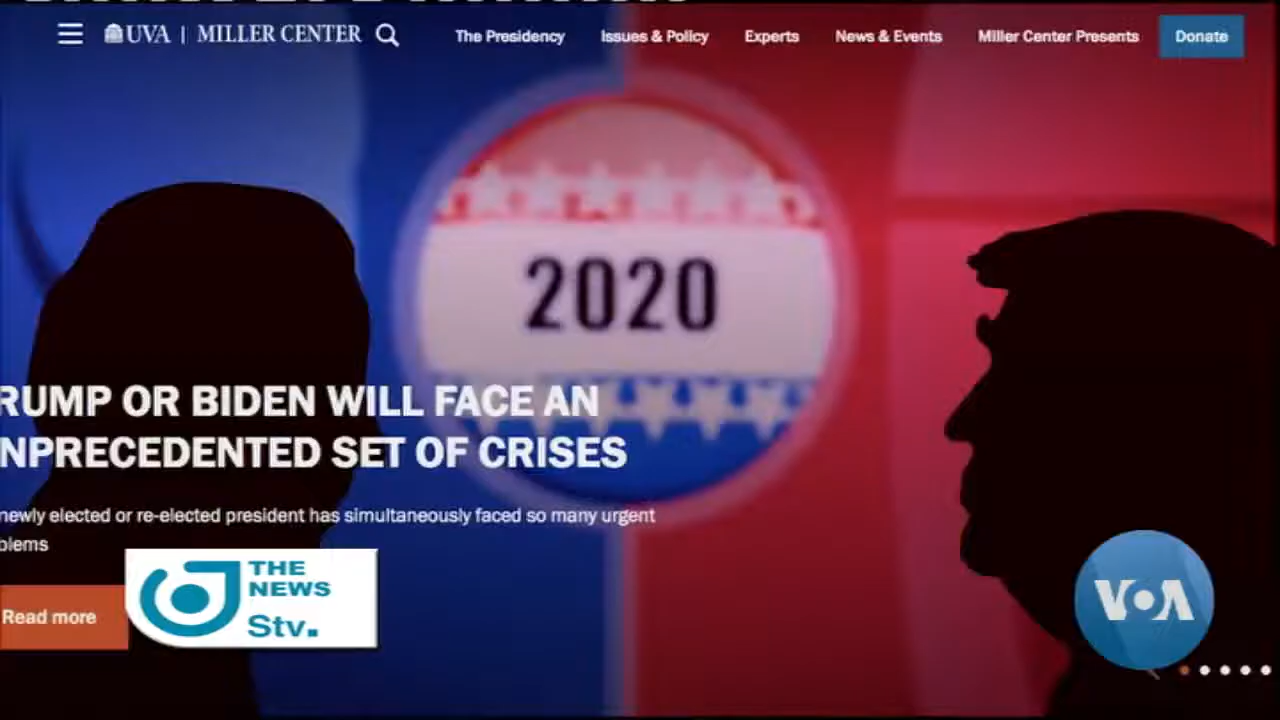 UVA | MILLER CENTER
The Presidency
Issues & Policy
Experts
News & Events
Miller Center Presents
Donate
2020
RUMP OR BIDEN WILL FACE AN
NPRECEDENTED SET OF CRISES
newly elected or re-elected president has simultaneously faced so many urgent
blems
Read more
THE
NEWS
Stv.
VOA